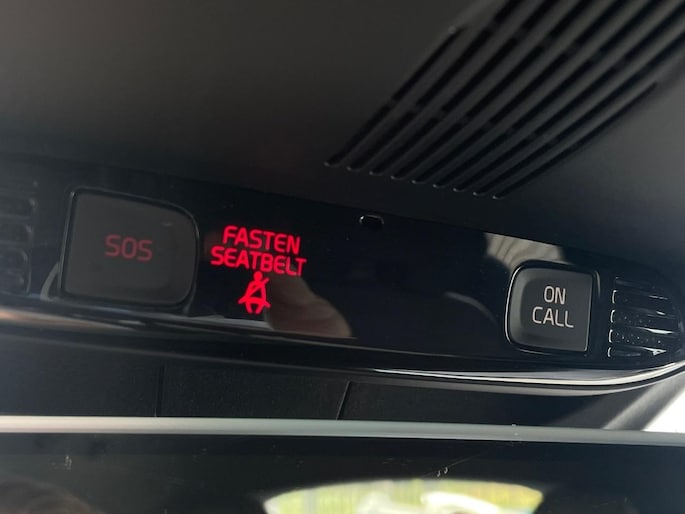 SOS
FASTEN
SEATBELT
ON
CALL